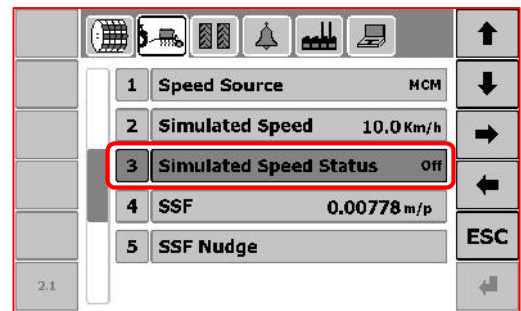 1 Speed Source MCM
2 Simulated Speed 10.0 Km/h
3 Simulated Speed Status Off
4 SSF 0.00778 m/p
5 SSF Nudge
ESC
2.1